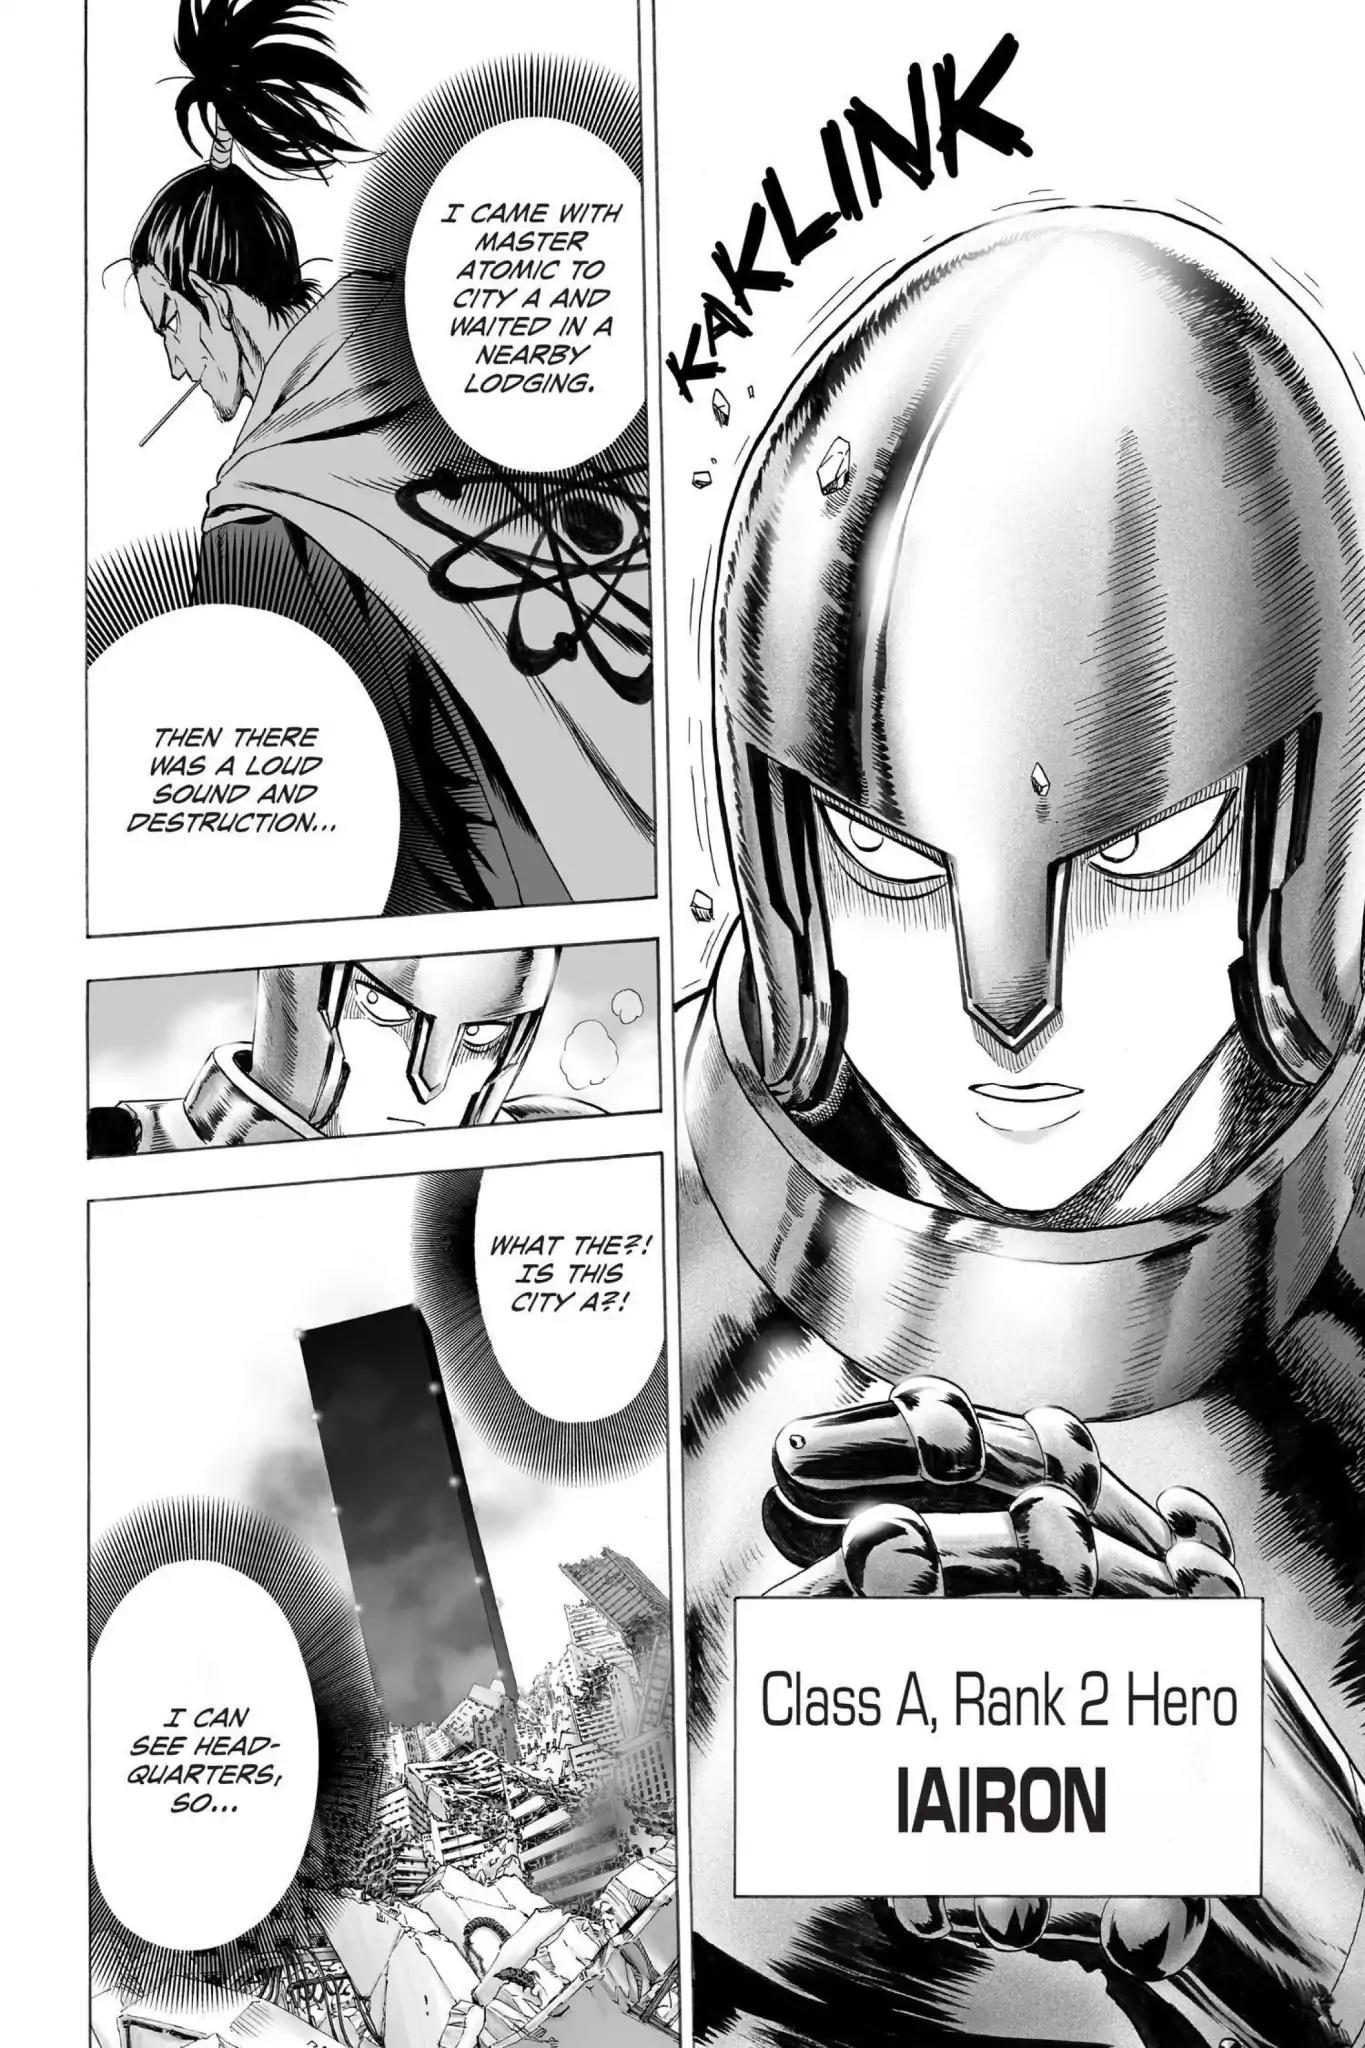 KAKLINK
Class A, Rank 2 Hero
IAIRON
I CAME WITH
MASTER
ATOMIC TO
CITY A AND
WAITED IN A
NEARBY
LODGING.
THEN THERE
WAS A LOUD
SOUND AND
DESTRUCTION...
WHAT THE?!
IS THIS
CITY A?!
I CAN
SEE HEAD-
QUARTERS,
SO...